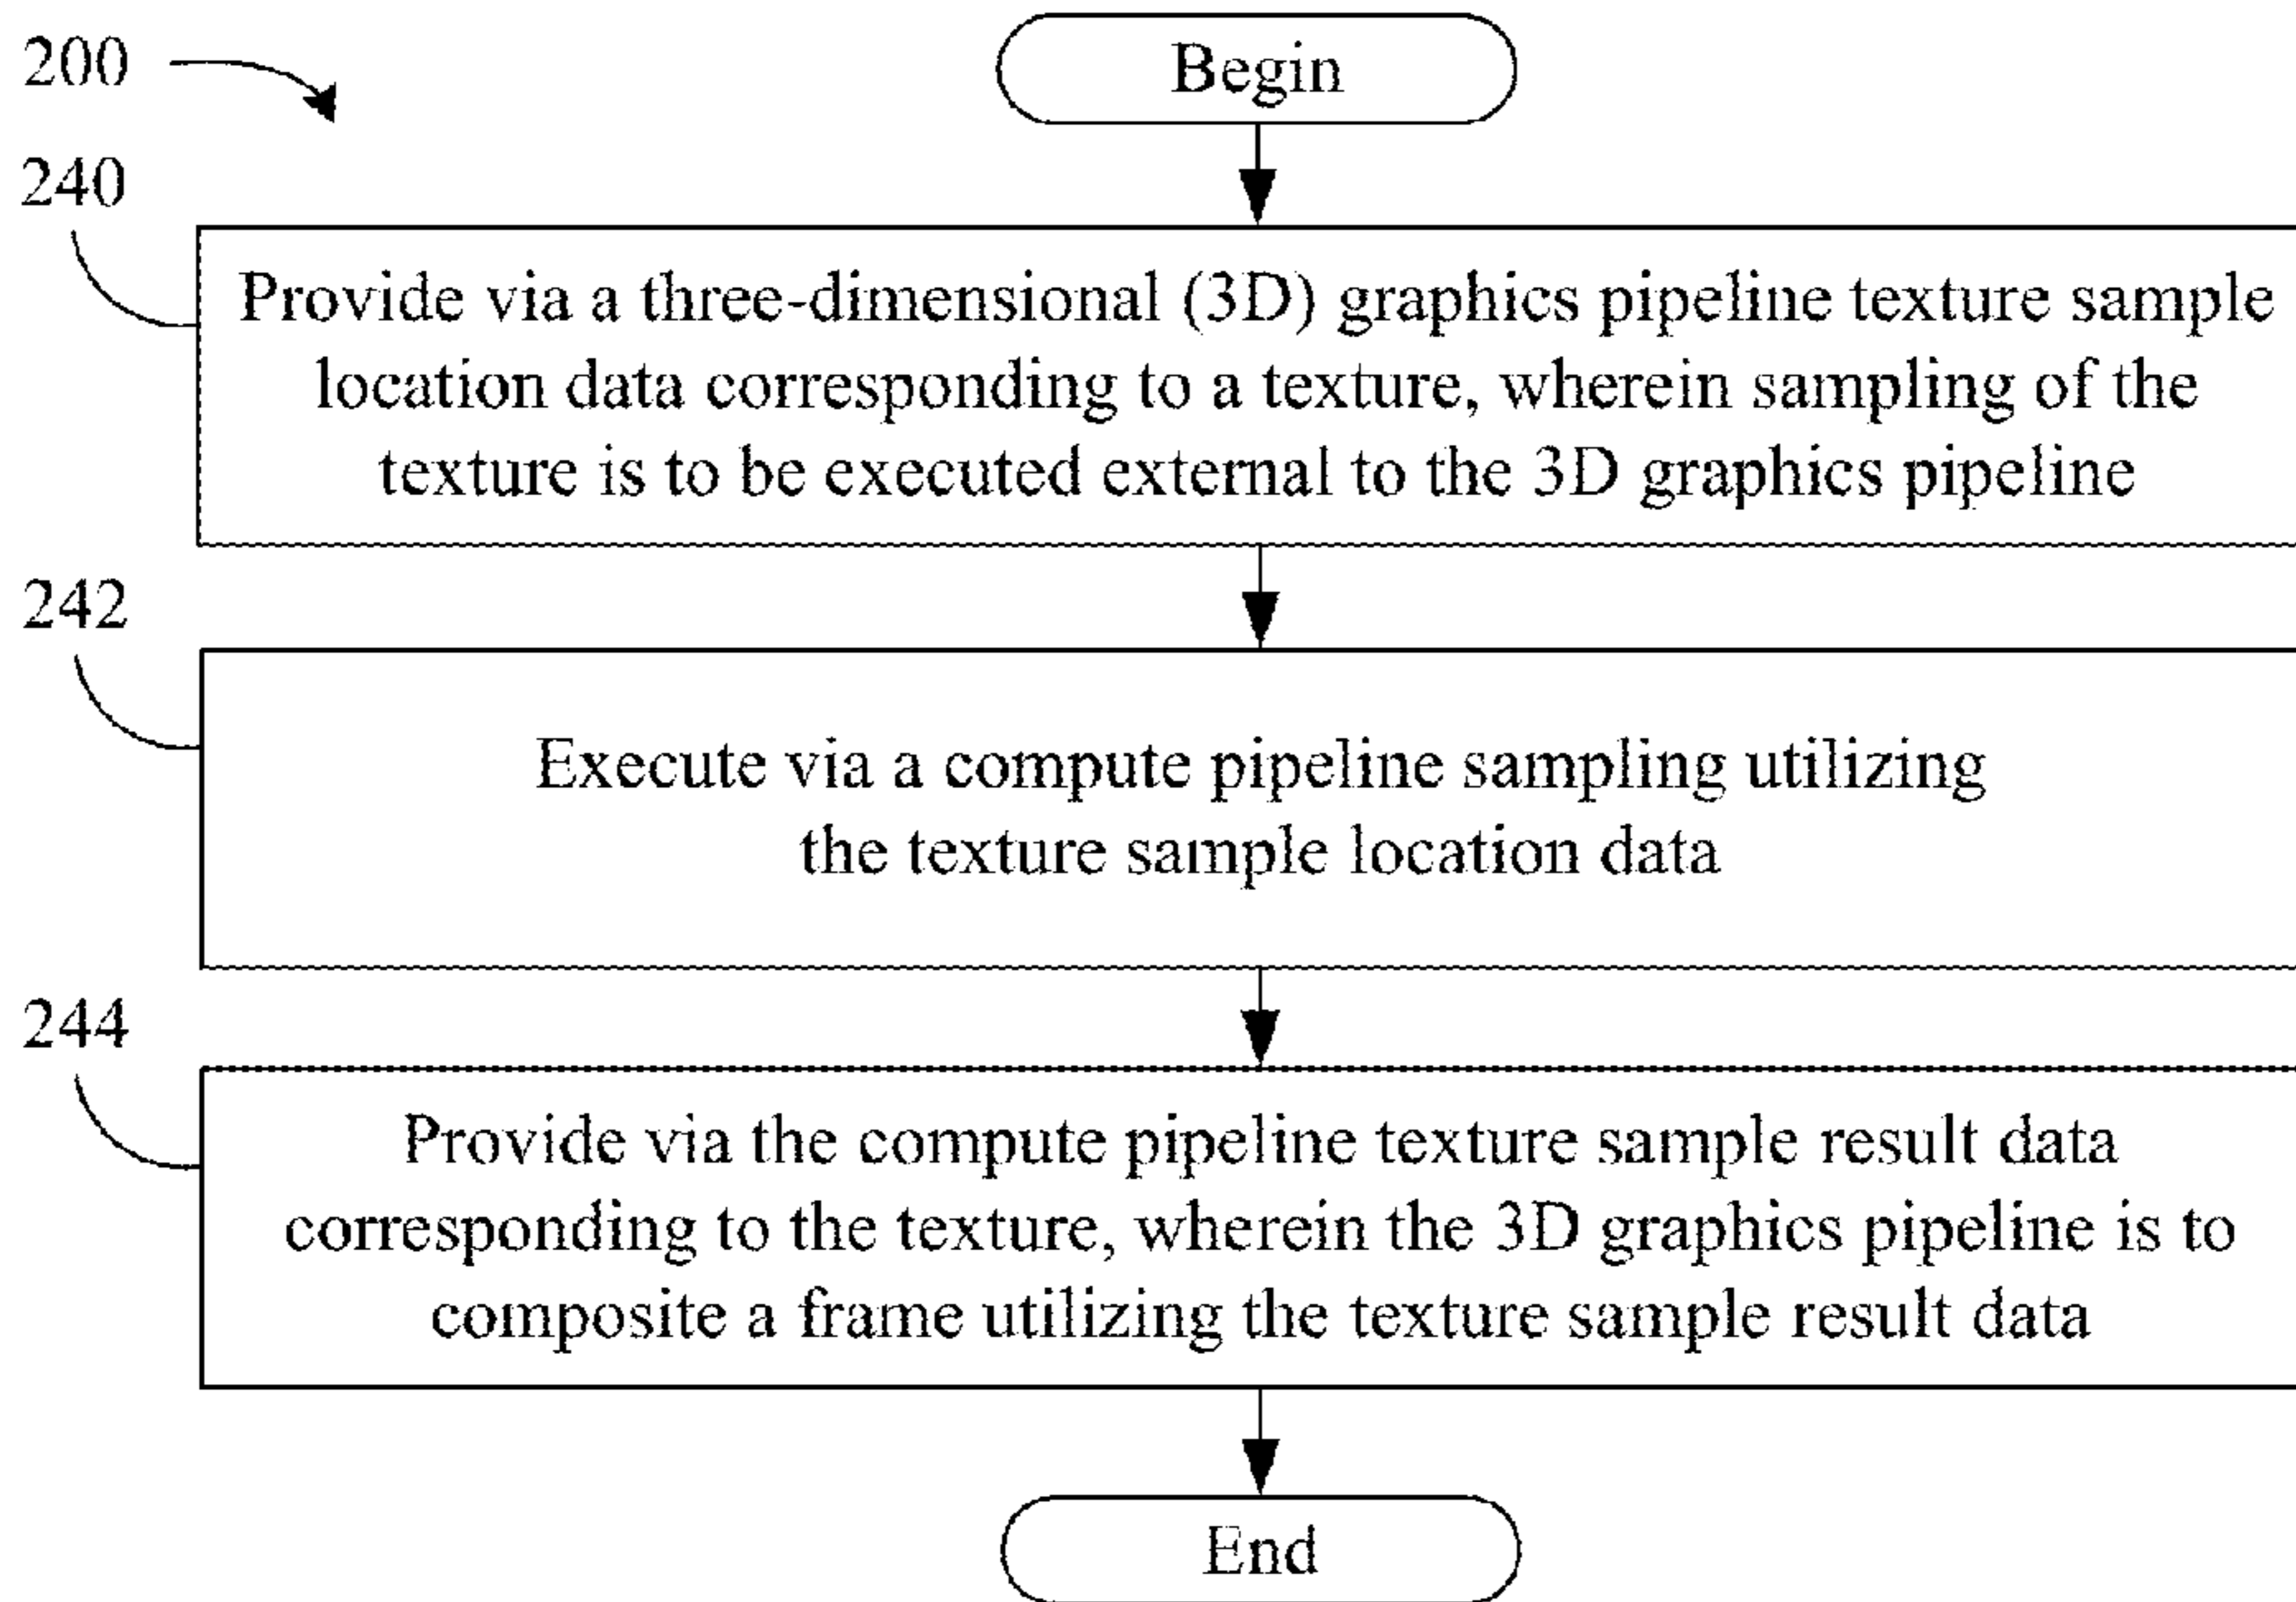 200
Begin
240
Provide via a three-dimensional (3D) graphics pipeline texture sample
location data corresponding to a texture, wherein sampling of the
texture is to be executed external to the 3D graphics pipeline
242
Execute via a compute pipeline sampling utilizing
the texture sample location data
244
Provide via the compute pipeline texture sample result data
corresponding to the texture, wherein the 3D graphics pipeline is to
composite a frame utilizing the texture sample result data
End